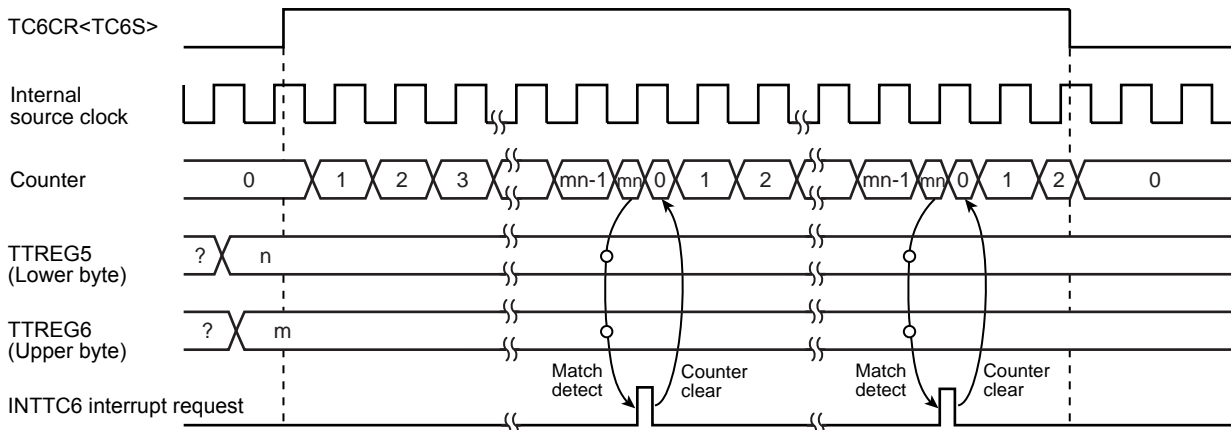 TC6CR<TC6S>
Internal
source clock
Counter
0 1 2 3 mn-1 mn 0 1 2 mn-1 mn 0 1 2 0
TTREG5
(Lower byte)
? n
TTREG6
(Upper byte)
? m
Match
detect
Counter
clear
Match
detect
Counter
clear
INTTC6 interrupt request